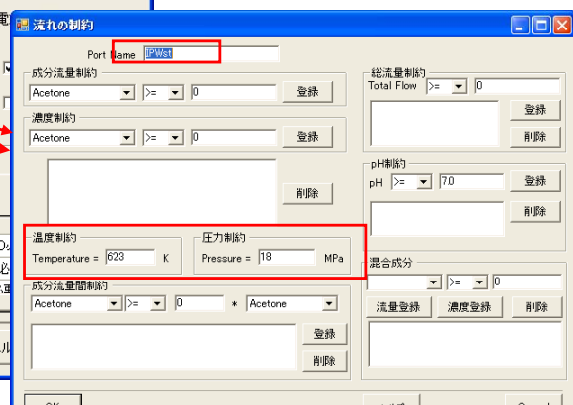 流れの制約
Port Name IPWst
成分流量制約
Acetone >= 0 登録
濃度制約
Acetone >= 0 登録
削除
温度制約
Temperature = 623 K
圧力制約
Pressure = 18 MPa
成分流量間制約
Acetone >= 0 * Acetone
登録
削除
総流量制約
Total Flow >= 0
登録
削除
pH制約
pH >= 7.0 登録
削除
混合成分
>= 0
流量登録 濃度登録 削除